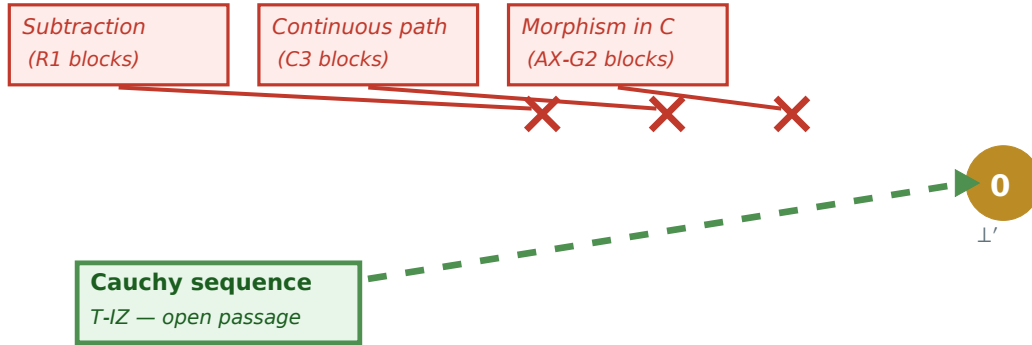 Subtraction
(R1 blocks)
Continuous path
(C3 blocks)
Morphism in C
(AX-G2 blocks)
0
⊥′
Cauchy sequence
T-IZ — open passage